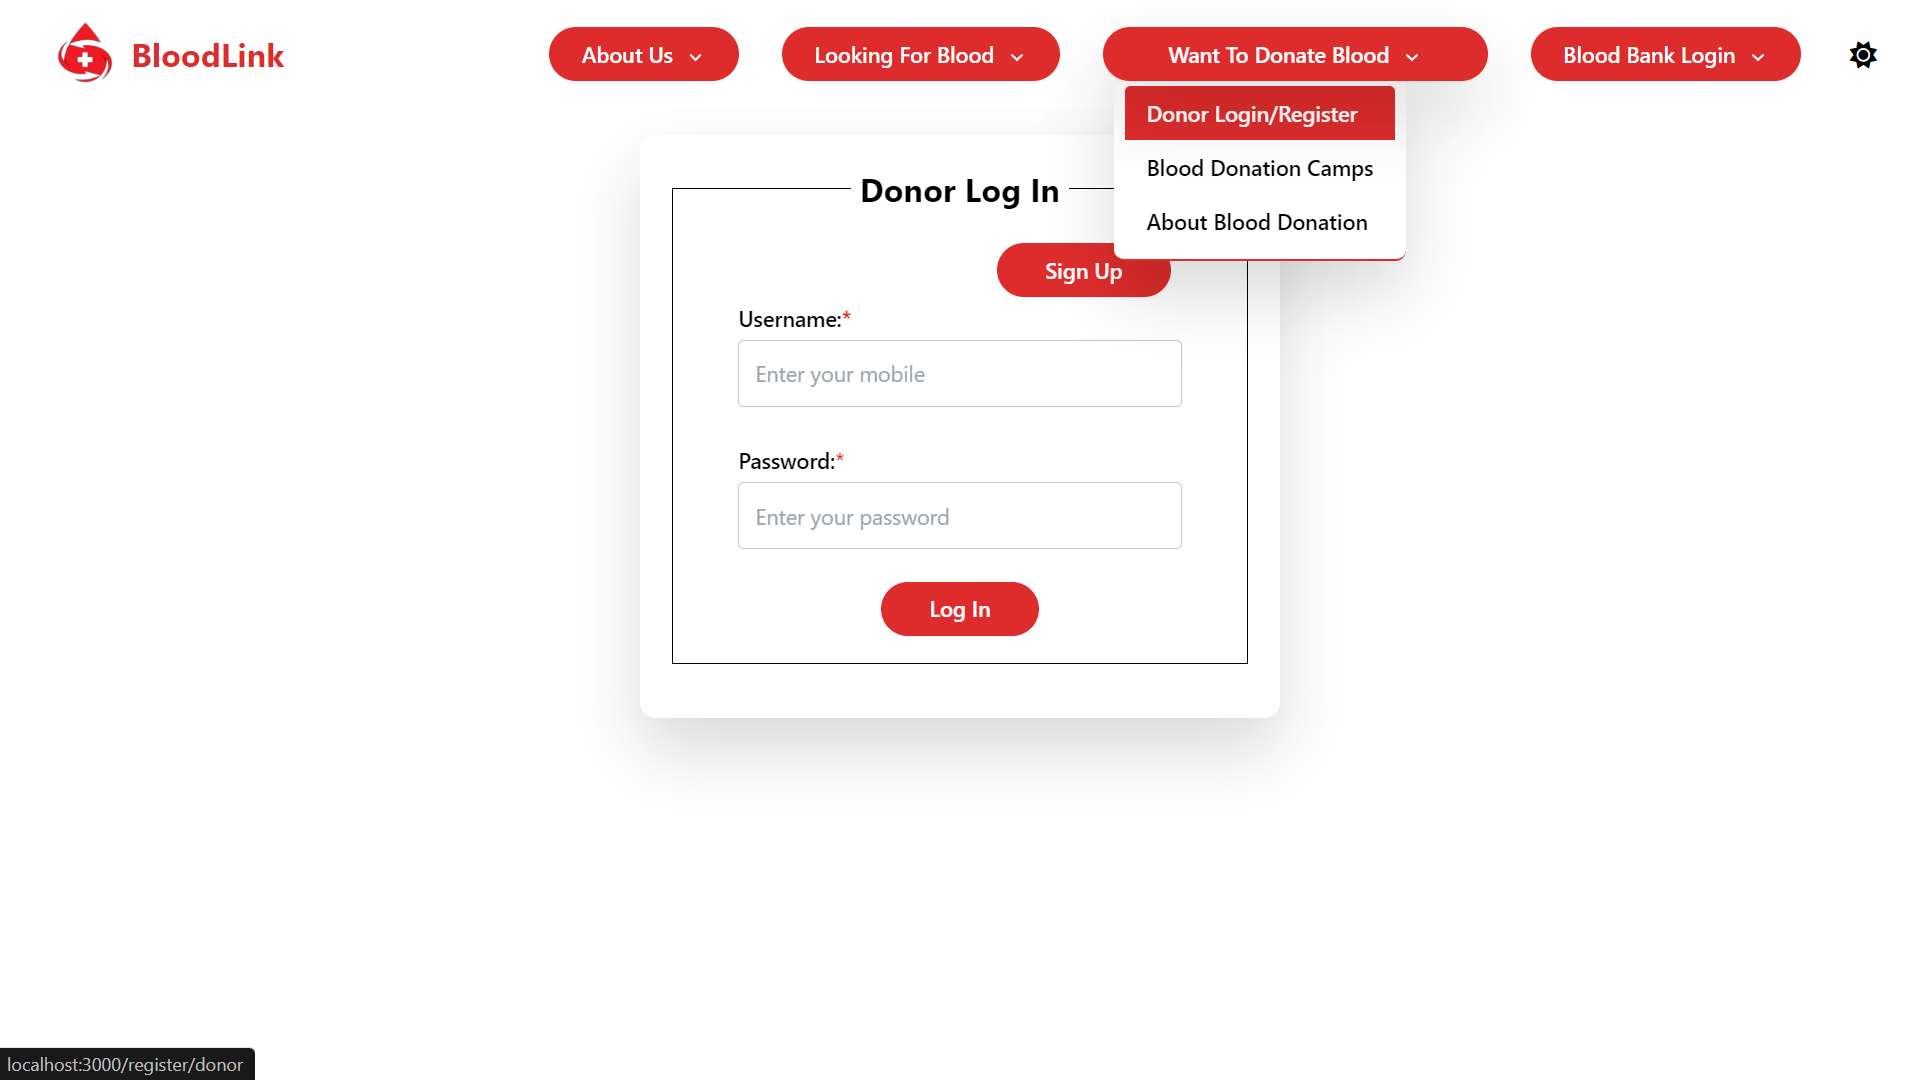 BloodLink
About Us
Looking For Blood
Want To Donate Blood
Blood Bank Login
Donor Login/Register
Blood Donation Camps
About Blood Donation
Donor Log In
Sign Up
Username:*
Enter your mobile
Password:*
Enter your password
Log In
localhost:3000/register/donor